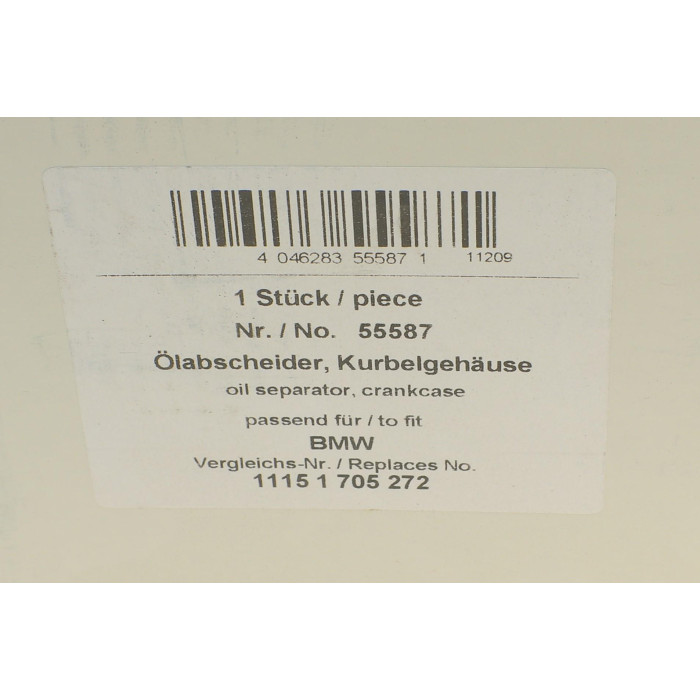 4 046283 55587 1 11209
1 Stück / piece
Nr. / No. 55587
Ölabscheider, Kurbelgehäuse
oil separator, crankcase
passend für / to fit
BMW
Vergleichs-Nr. / Replaces No.
1115 1 705 272